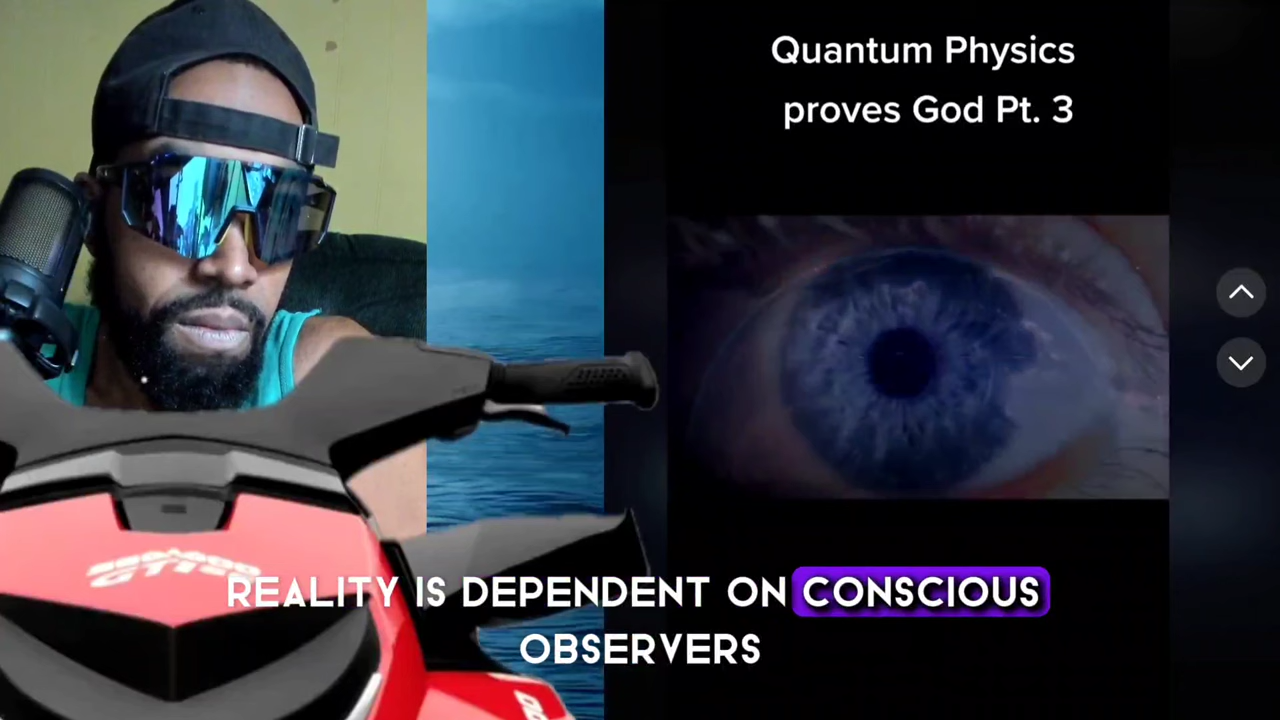 Quantum Physics
proves God Pt. 3
REALITY IS DEPENDENT ON CONSCIOUS
OBSERVERS